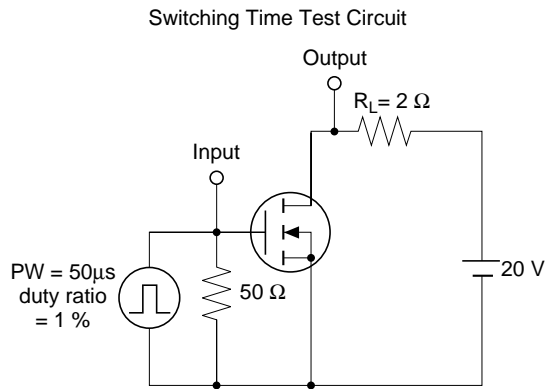 Switching Time Test Circuit
Output
R_L= 2 Ω
Input
PW = 50μs
duty ratio
= 1 %
50 Ω
20 V